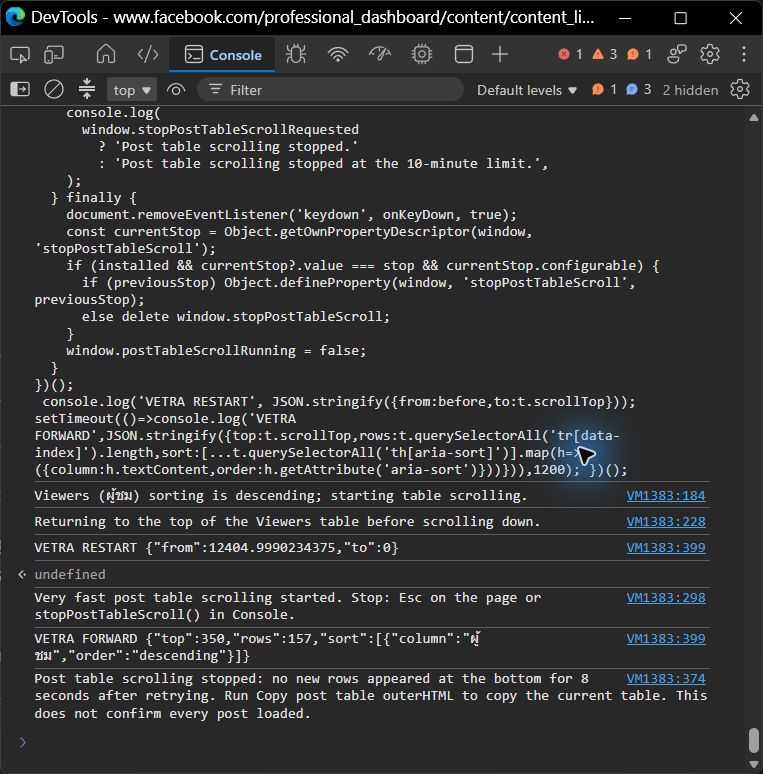 DevTools - www.facebook.com/professional_dashboard/content/content_li...
Console
1 3 1
top
Filter
Default levels
1 3
2 hidden
console.log(
window.stopPostTableScrollRequested
? 'Post table scrolling stopped.'
: 'Post table scrolling stopped at the 10-minute limit.',
);
} finally {
document.removeEventListener('keydown', onKeyDown, true);
const currentStop = Object.getOwnPropertyDescriptor(window,
'stopPostTableScroll');
if (installed && currentStop?.value === stop && currentStop.configurable) {
if (previousStop) Object.defineProperty(window, 'stopPostTableScroll',
previousStop);
else delete window.stopPostTableScroll;
}
window.postTableScrollRunning = false;
}
})();
console.log('VETRA RESTART', JSON.stringify({from:before,to:t.scrollTop}));
setTimeout(()=>console.log('VETRA
FORWARD',JSON.stringify({top:t.scrollTop,rows:t.querySelectorAll('tr[data-
index]').length,sort:[...t.querySelectorAll('th[aria-sort]')].map(h=>
({column:h.textContent,order:h.getAttribute('aria-sort')}))})),1200); })();
Viewers (ผู้ชม) sorting is descending; starting table scrolling. VM1383:184
Returning to the top of the Viewers table before scrolling down. VM1383:228
VETRA RESTART {"from":12404.9990234375,"to":0} VM1383:399
undefined
Very fast post table scrolling started. Stop: Esc on the page or VM1383:298
stopPostTableScroll() in Console.
VETRA FORWARD {"top":350,"rows":157,"sort":[{"column":"ผู้ VM1383:399
ชม","order":"descending"}]}
Post table scrolling stopped: no new rows appeared at the bottom for 8 VM1383:374
seconds after retrying. Run Copy post table outerHTML to copy the current table. This
does not confirm every post loaded.